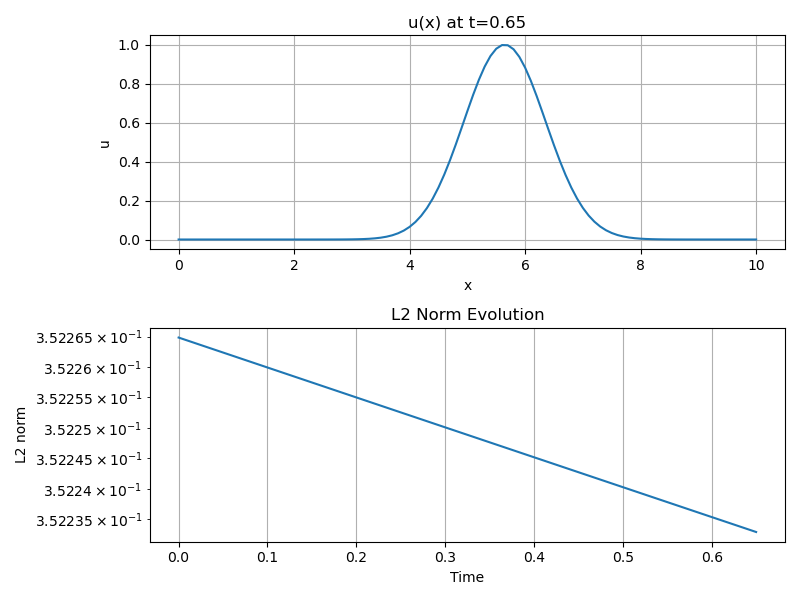 u(x) at t=0.65
1.0
0.8
0.6
0.4
0.2
0.0
u
0 2 4 6 8 10
x
L2 Norm Evolution
3.52265 × 10⁻¹
3.5226 × 10⁻¹
3.52255 × 10⁻¹
3.5225 × 10⁻¹
3.52245 × 10⁻¹
3.5224 × 10⁻¹
3.52235 × 10⁻¹
L2 norm
0.0 0.1 0.2 0.3 0.4 0.5 0.6
Time